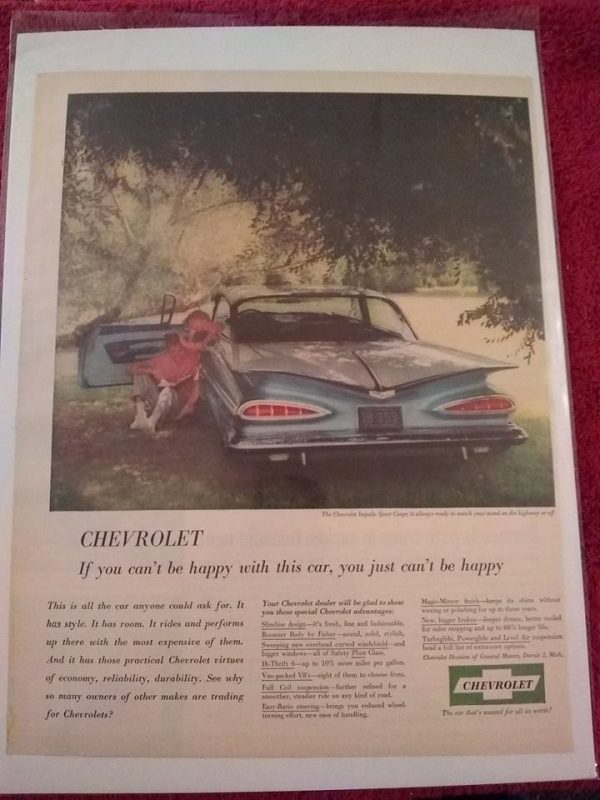 The Chevrolet Impala Sport Coupe is always ready to match your mood on the highway or off.
CHEVROLET
If you can't be happy with this car, you just can't be happy
This is all the car anyone could ask for. It
has style. It has room. It rides and performs
up there with the most expensive of them.
And it has those practical Chevrolet virtues
of economy, reliability, durability. See why
so many owners of other makes are trading
for Chevrolets?
Your Chevrolet dealer will be glad to show
you these special Chevrolet advantages:
Slimline design—it's fresh, fine and fashionable.
Roomier Body by Fisher—sound, solid, stylish.
Sweeping new overhead curved windshield—and
bigger windows—all of Safety Plate Glass.
Hi-Thrift 6—up to 10% more miles per gallon.
Vim-packed V8's—eight of them to choose from.
Full Coil suspension—further refined for a
smoother, steadier ride on any kind of road.
Easy-Ratio steering—brings you reduced wheel-
turning effort, new ease of handling.
Magic-Mirror finish—keeps its shine without
waxing or polishing for up to three years.
New, bigger brakes—deeper drums, better cooled
for safer stopping and up to 66% longer life.
Turboglide, Powerglide and Level Air suspension
head a full list of extra-cost options.
Chevrolet Division of General Motors, Detroit 2, Mich.
CHEVROLET
The car that's wanted for all its worth!